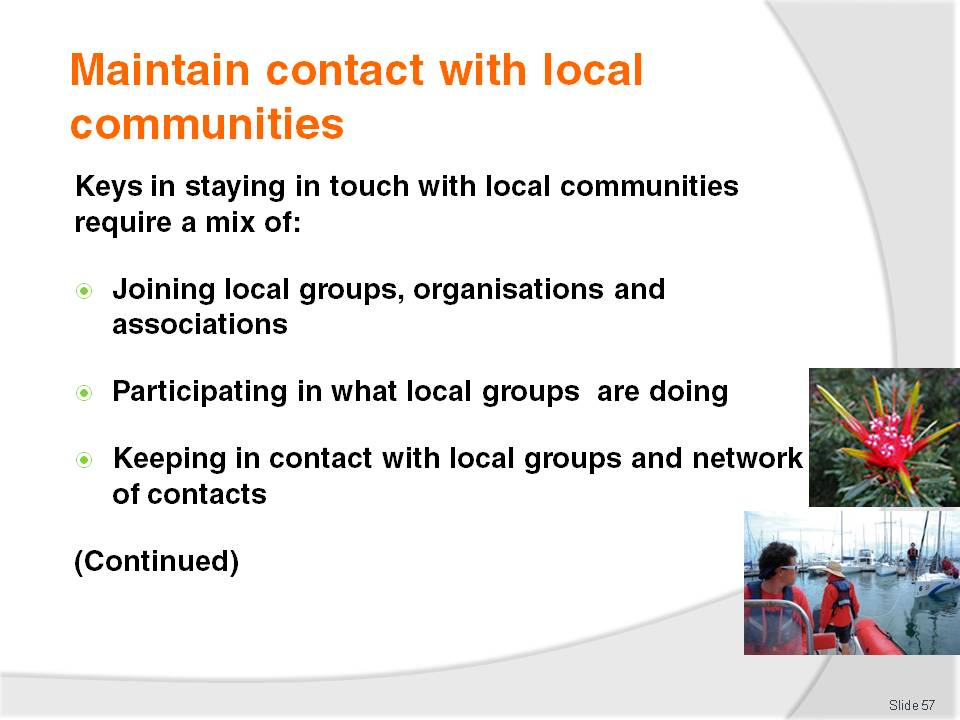 Maintain contact with local
communities
Keys in staying in touch with local communities
require a mix of:
Joining local groups, organisations and
associations
Participating in what local groups  are doing
Keeping in contact with local groups and network
of contacts
(Continued)
Slide 57